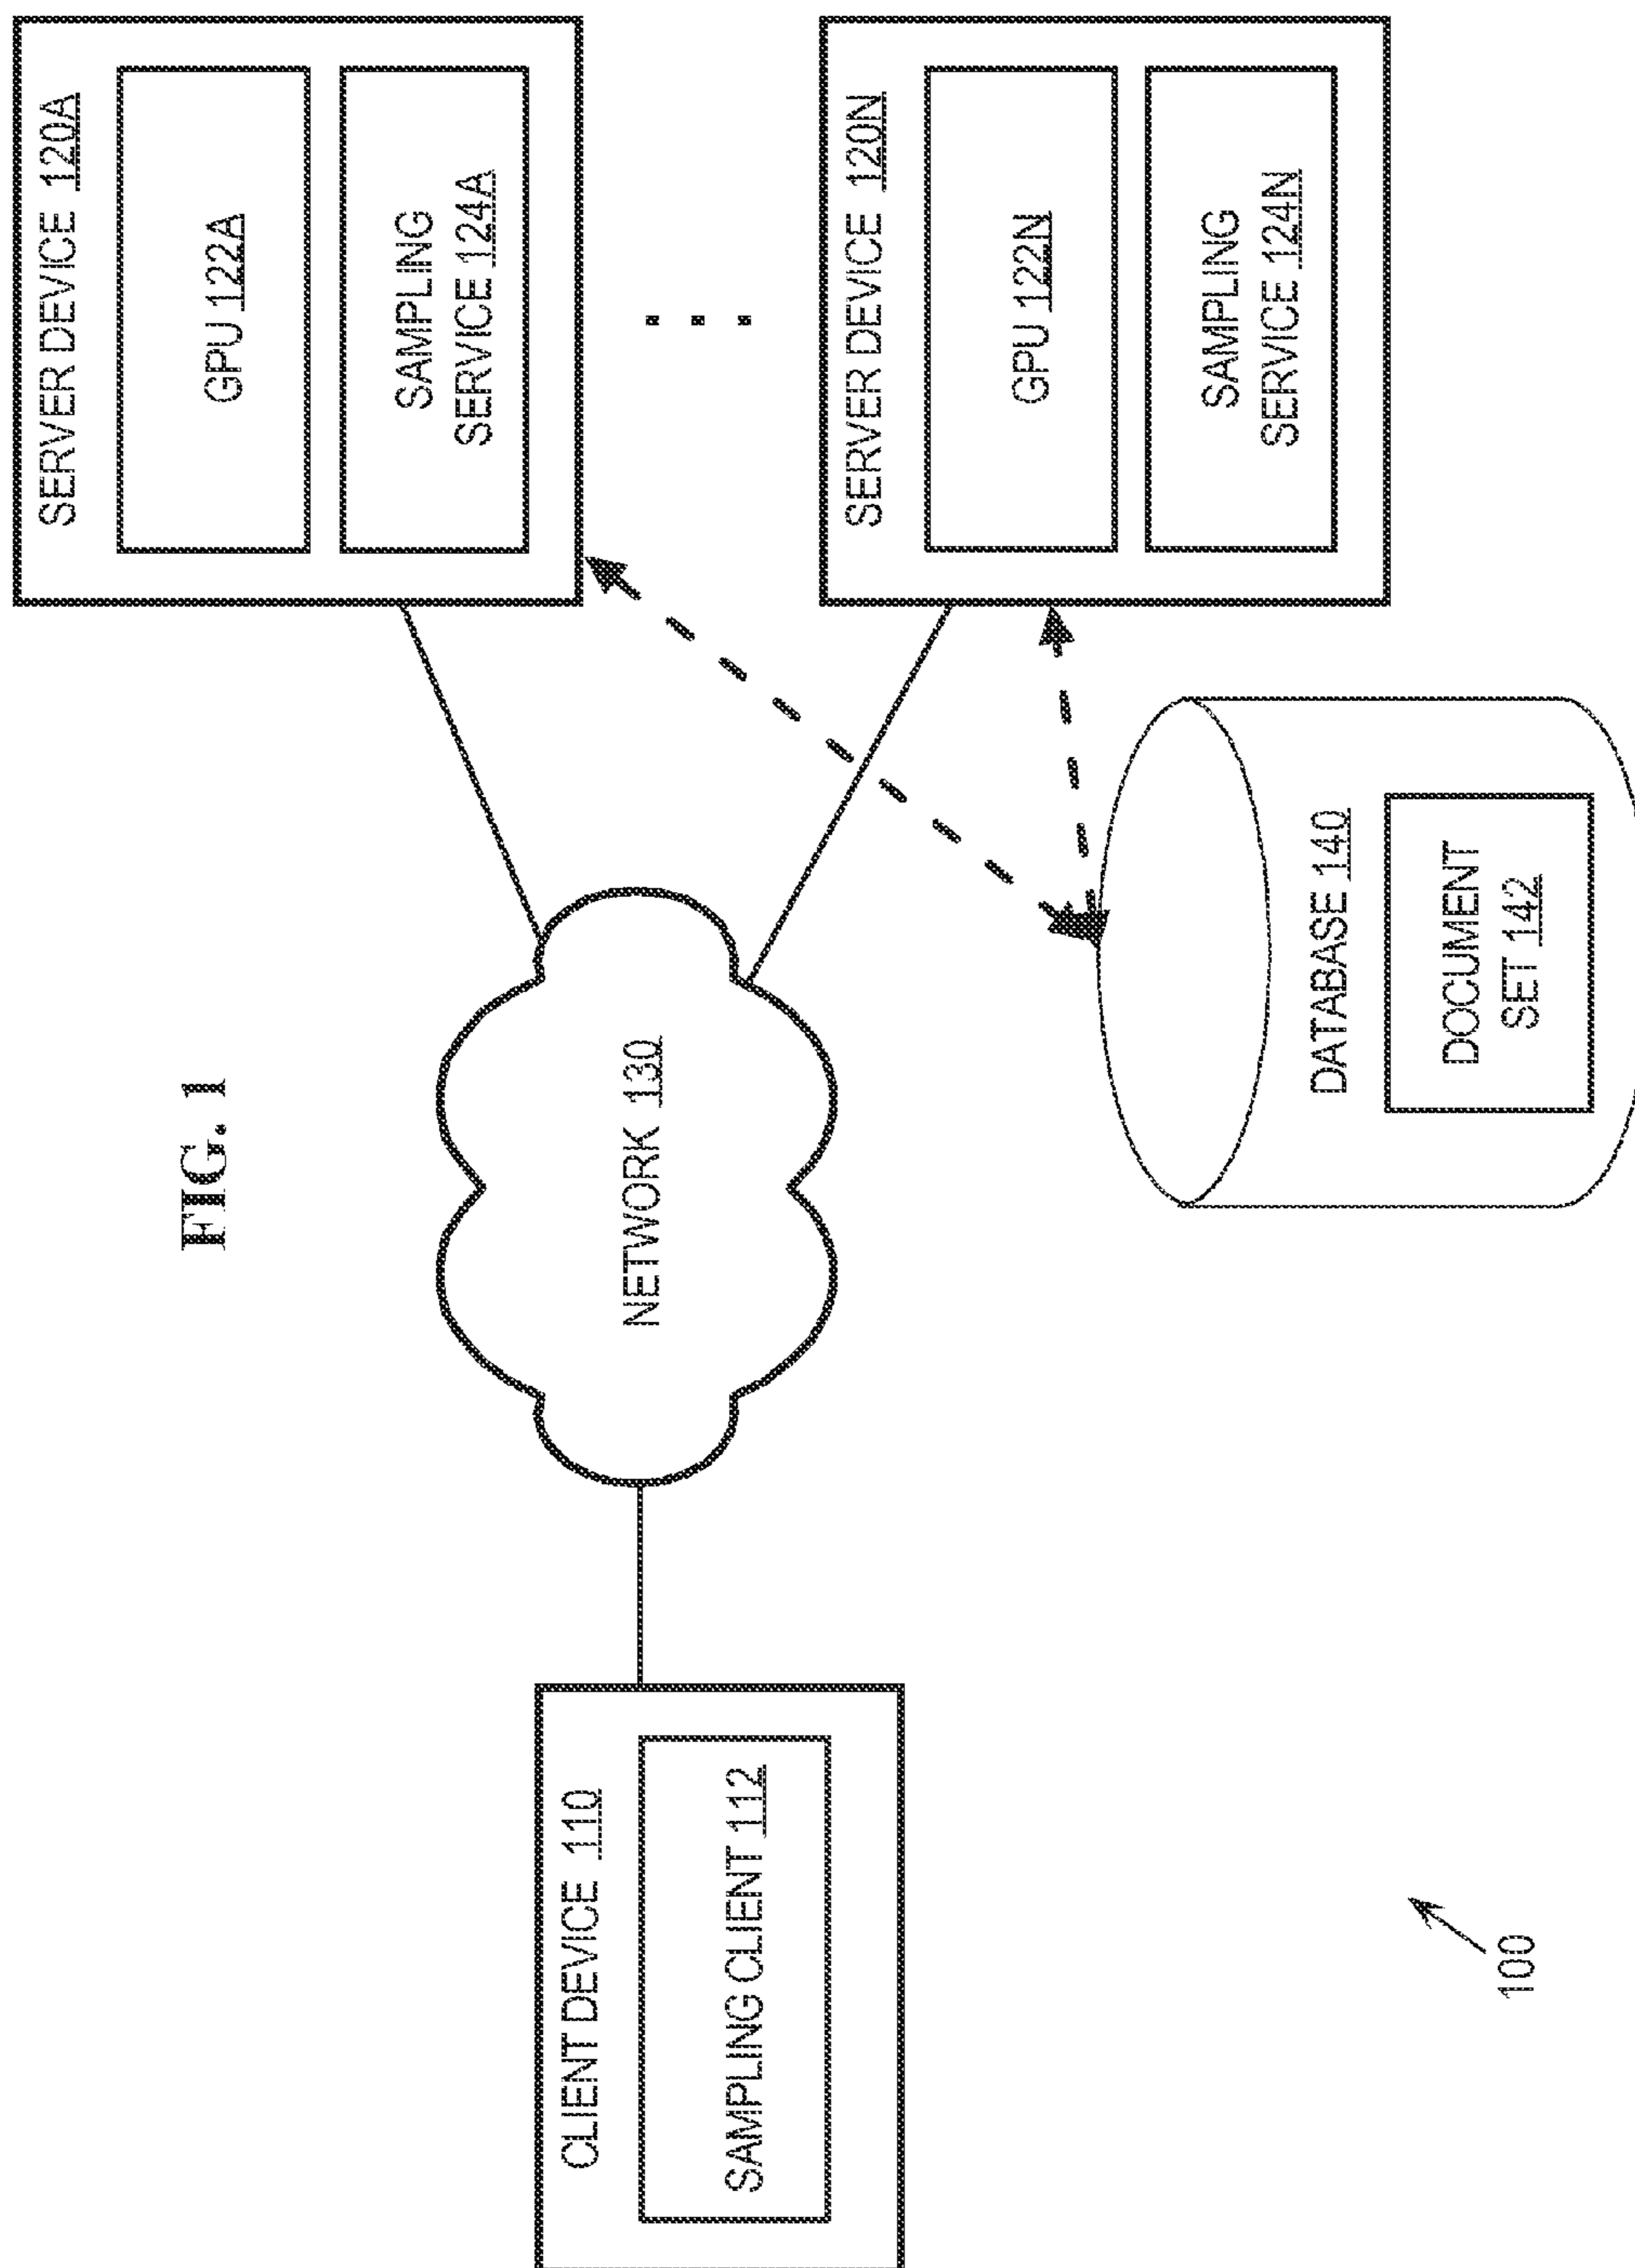 FIG. 1
CLIENT DEVICE 110
SAMPLING CLIENT 112
NETWORK 130
SERVER DEVICE 120A
GPU 122A
SAMPLING
SERVICE 124A
. . .
SERVER DEVICE 120N
GPU 122N
SAMPLING
SERVICE 124N
DATABASE 140
DOCUMENT
SET 142
100